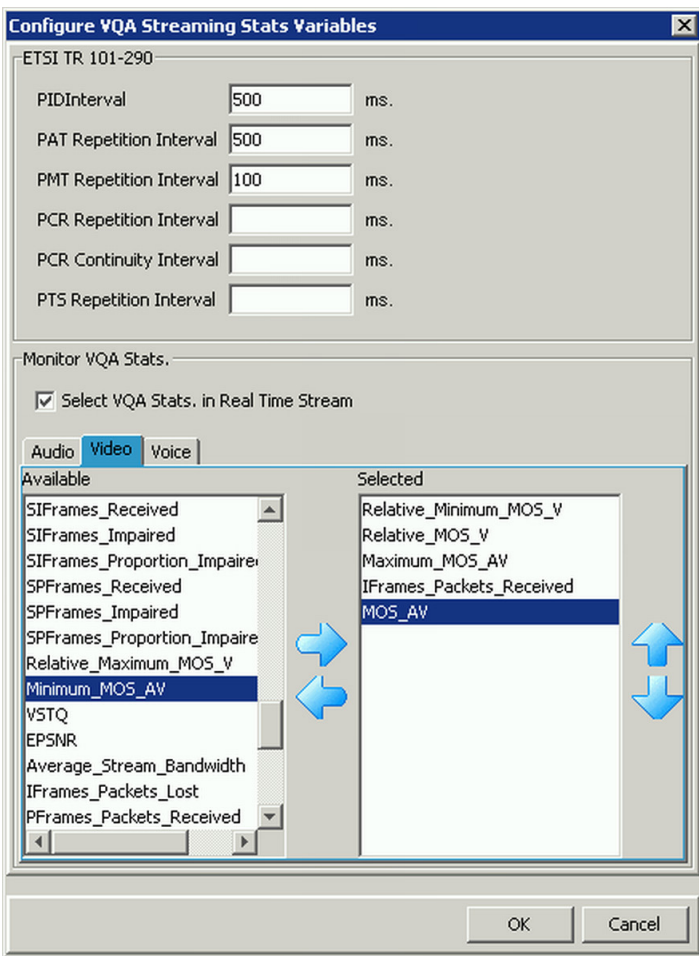 Configure VQA Streaming Stats Variables
ETSI TR 101-290
PIDInterval 500 ms.
PAT Repetition Interval 500 ms.
PMT Repetition Interval 100 ms.
PCR Repetition Interval ms.
PCR Continuity Interval ms.
PTS Repetition Interval ms.
Monitor VQA Stats.
Select VQA Stats. in Real Time Stream
Audio Video Voice
Available
SIFrames_Received
SIFrames_Impaired
SIFrames_Proportion_Impaire
SPFrames_Received
SPFrames_Impaired
SPFrames_Proportion_Impaire
Relative_Maximum_MOS_V
Minimum_MOS_AV
VSTQ
EPSNR
Average_Stream_Bandwidth
IFrames_Packets_Lost
PFrames_Packets_Received
Selected
Relative_Minimum_MOS_V
Relative_MOS_V
Maximum_MOS_AV
IFrames_Packets_Received
MOS_AV
OK Cancel